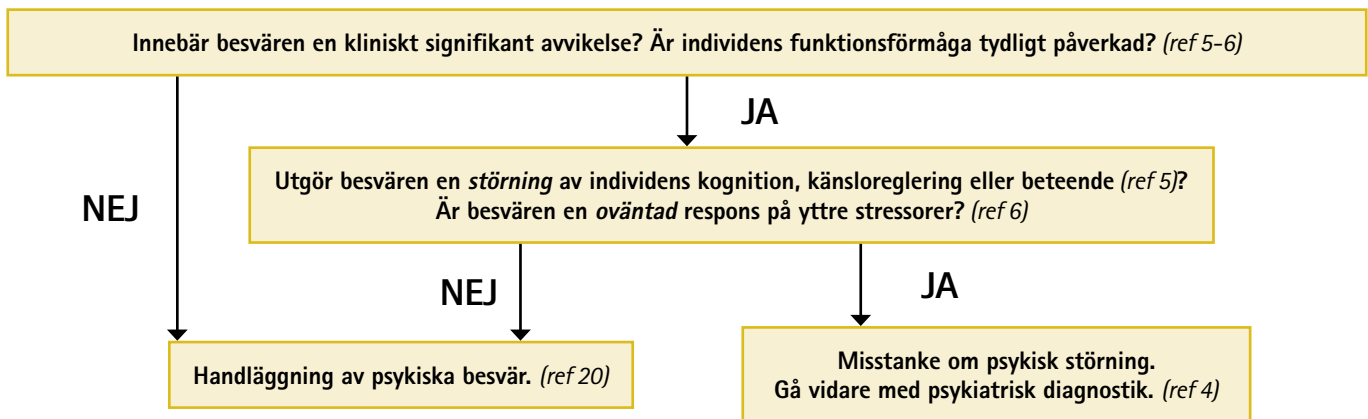 Innebär besvären en kliniskt signifikant avvikelse? Är individens funktionsförmåga tydligt påverkad? (ref 5-6)
JA
Utgör besvären en störning av individens kognition, känsloreglering eller beteende (ref 5)?
Är besvären en oväntad respons på yttre stressorer? (ref 6)
NEJ
NEJ
JA
Handläggning av psykiska besvär. (ref 20)
Misstanke om psykisk störning.
Gå vidare med psykiatrisk diagnostik. (ref 4)